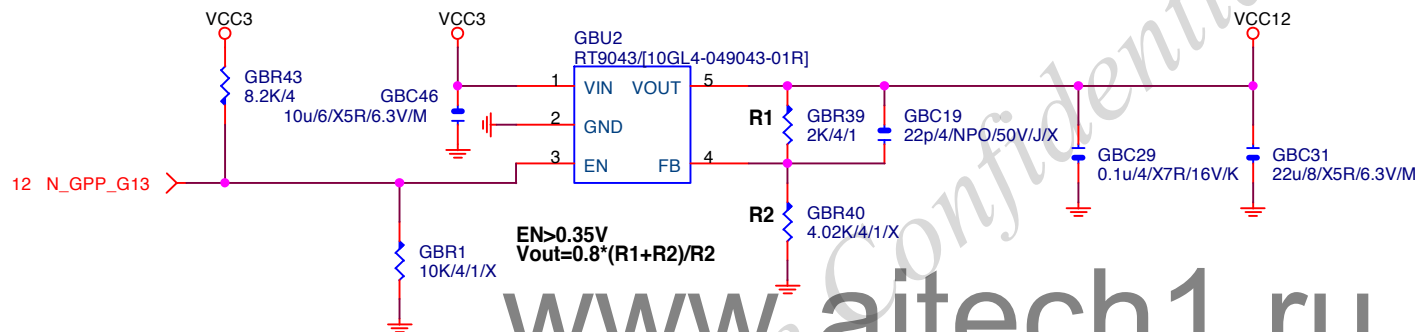 VCC3
VCC3
VCC12
GBU2
RT9043/[10GL4-049043-01R]
GBR43
8.2K/4
GBC46
10u/6/X5R/6.3V/M
1
VIN
VOUT
5
2
GND
3
EN
FB
4
R1
GBR39
2K/4/1
GBC19
22p/4/NPO/50V/J/X
GBC29
0.1u/4/X7R/16V/K
GBC31
22u/8/X5R/6.3V/M
12 N_GPP_G13
R2
GBR40
4.02K/4/1/X
GBR1
10K/4/1/X
EN>0.35V
Vout=0.8*(R1+R2)/R2
Confidential
www.aitech1.ru